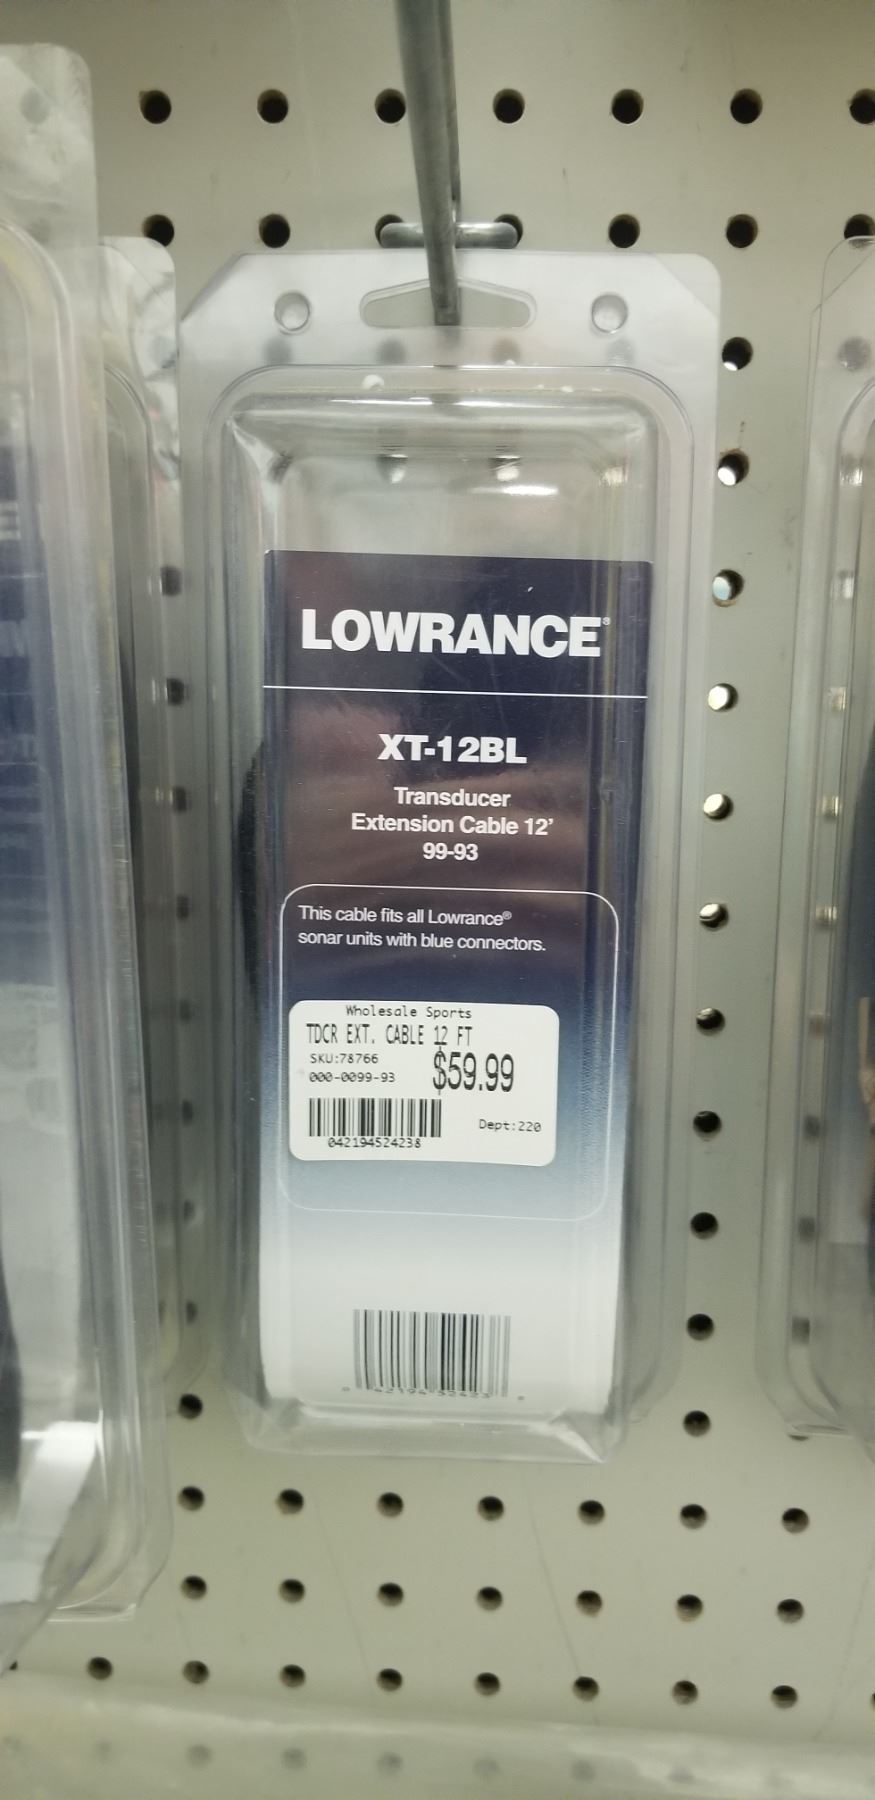 LOWRANCE®
XT-12BL
Transducer
Extension Cable 12'
99-93
This cable fits all Lowrance®
sonar units with blue connectors.
Wholesale Sports
TDCR EXT. CABLE 12 FT
SKU:78766
$59.99
000-0099-93
Dept:220
042194524238